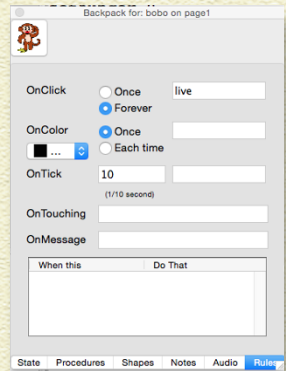 Backpack for: bobo on page1
OnClick Once live
Forever
OnColor Once
... Each time
OnTick 10
(1/10 second)
OnTouching
OnMessage
When this Do That
State Procedures Shapes Notes Audio Rules